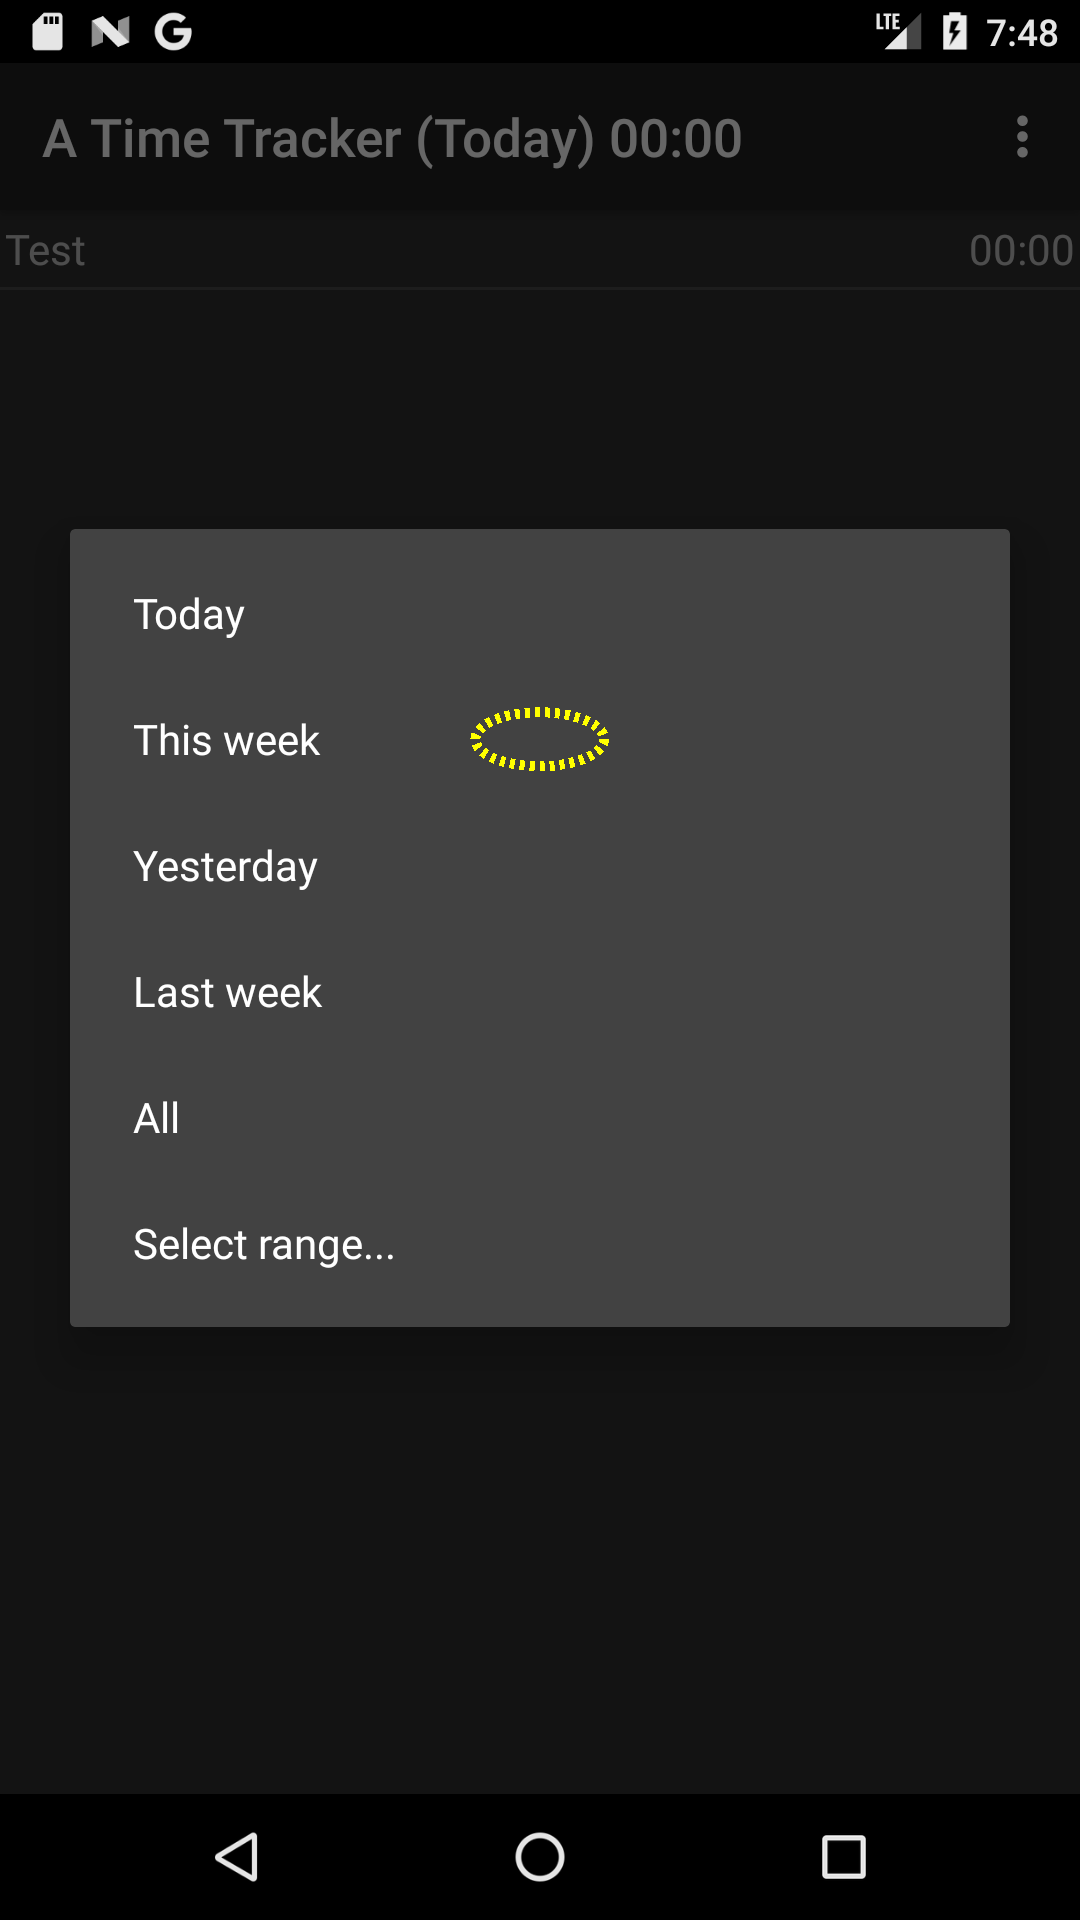 LTE 7:48
A Time Tracker (Today) 00:00
Test 00:00
Today
This week
Yesterday
Last week
All
Select range...